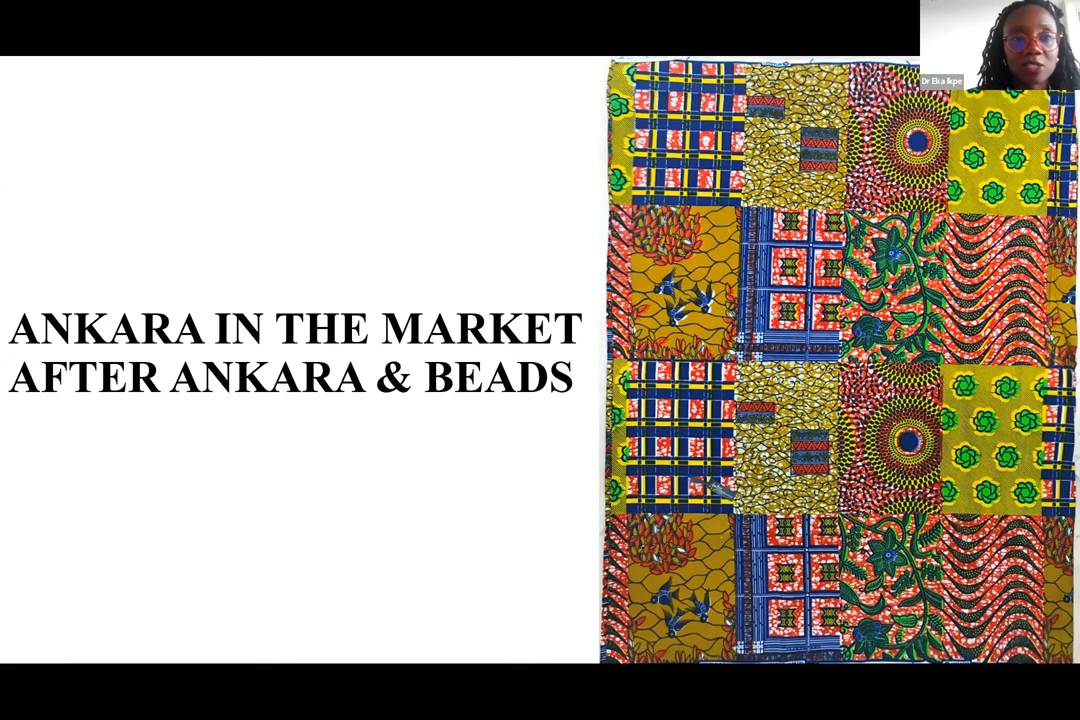 Dr Eka Ikpe
ANKARA IN THE MARKET
AFTER ANKARA & BEADS